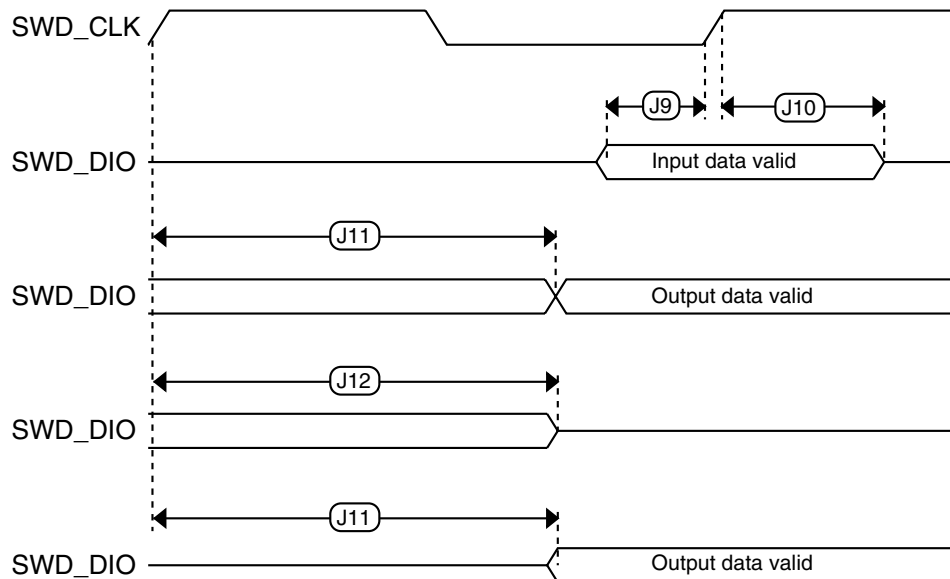 SWD_CLK
J9
J10
SWD_DIO
Input data valid
J11
SWD_DIO
Output data valid
J12
SWD_DIO
J11
SWD_DIO
Output data valid